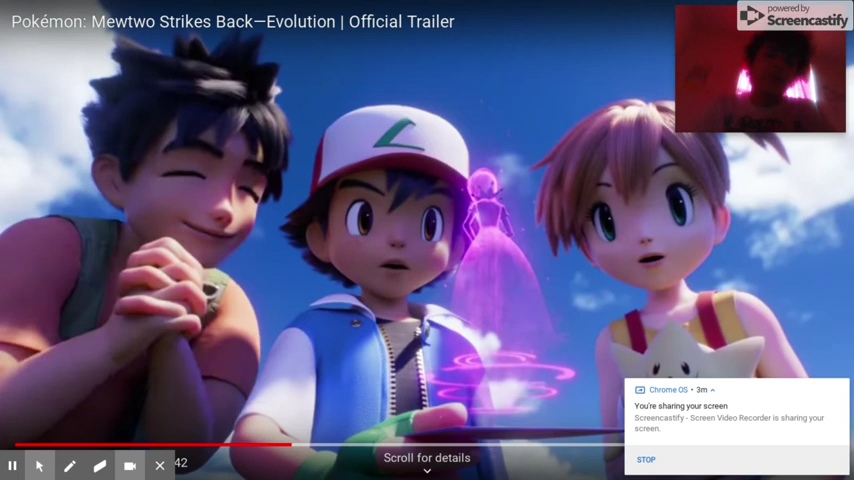 Pokémon: Mewtwo Strikes Back—Evolution | Official Trailer
powered by
Screencastify
Chrome OS • 3m
You're sharing your screen
Screencastify - Screen Video Recorder is sharing your
screen.
STOP
42
Scroll for details